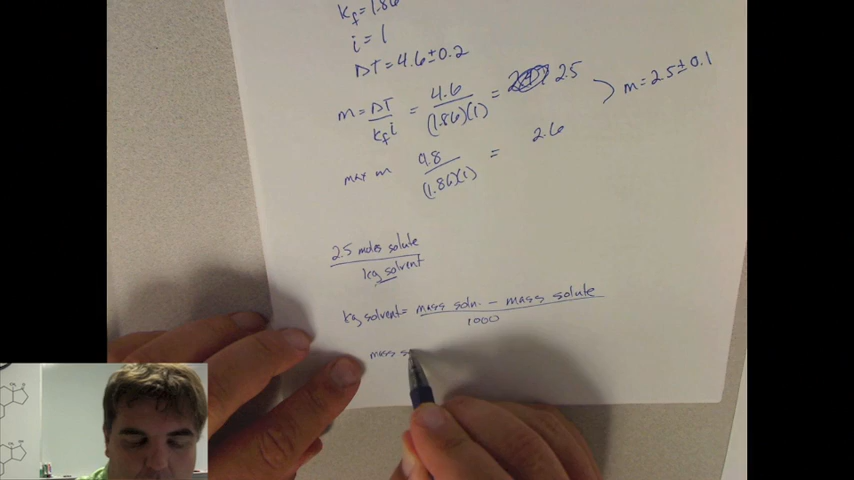 kf = 1.86
i = 1
DT = 4.6 ± 0.2
m = DT / kf i = 4.6 / (1.86)(1) = 2.5 m = 2.5 ± 0.1
max m 4.8 / (1.86)(1) = 2.6
2.5 moles solute
kg solvent
kg solvent = mass soln. - mass solute
1000
mass s